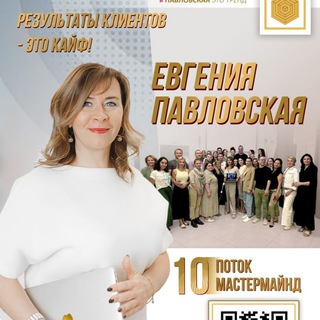 #ПАВЛОВСКАЯ ЭТО ТРЕНД
РЕЗУЛЬТАТЫ КЛИЕНТОВ
- ЭТО КАЙФ!
ЕВГЕНИЯ
ПАВЛОВСКАЯ
10 ПОТОК
МАСТЕРМАЙНД